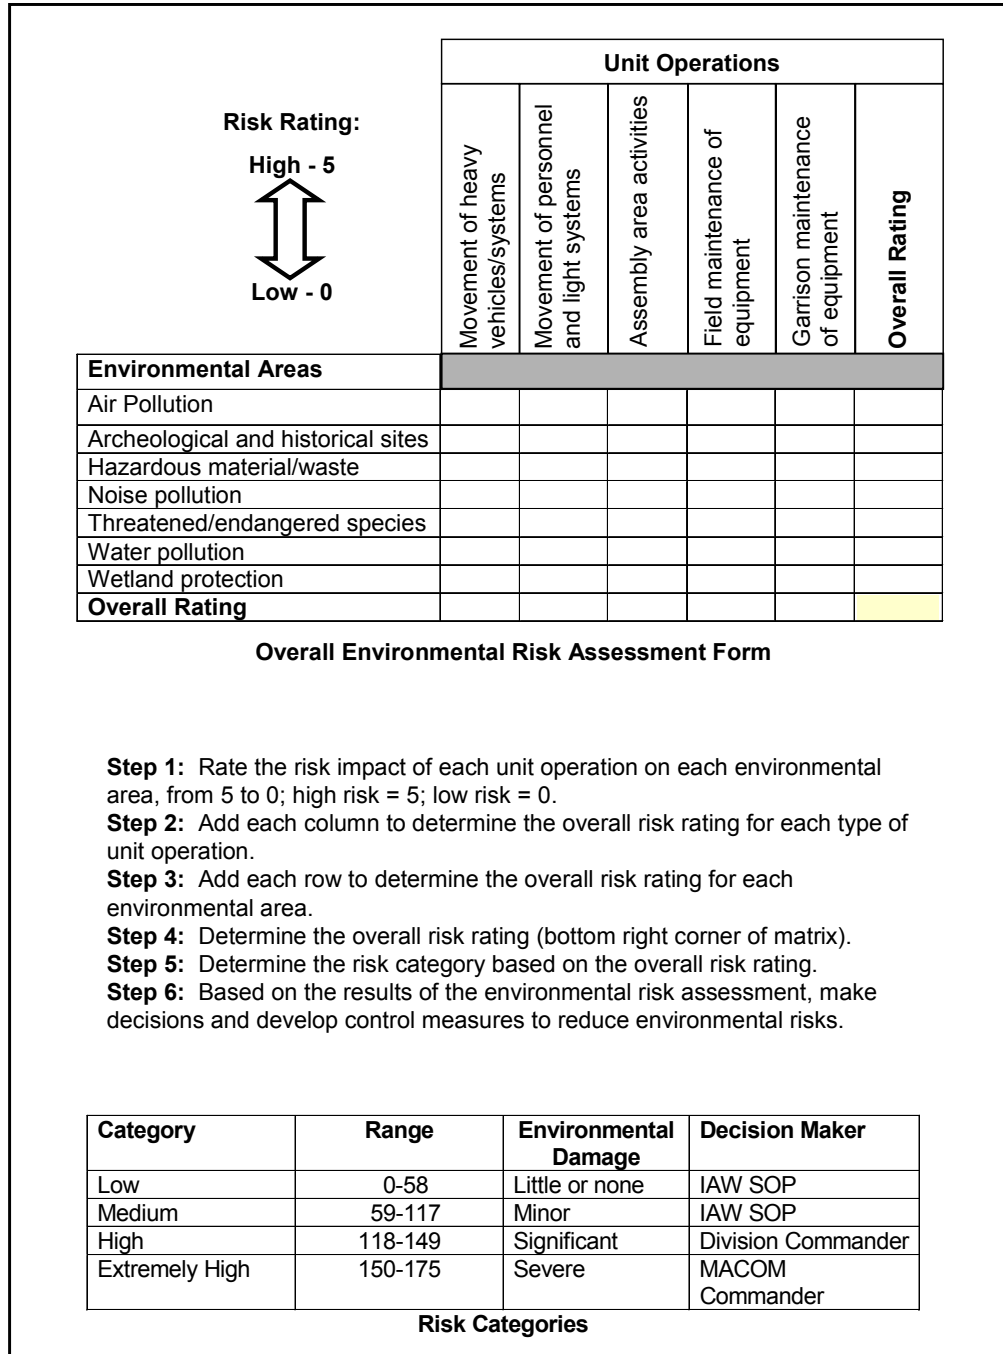 Unit Operations
Risk Rating:
High - 5
Low - 0
Movement of heavy
vehicles/systems
Movement of personnel
and light systems
Assembly area activities
Field maintenance of
equipment
Garrison maintenance
of equipment
Overall Rating
Environmental Areas
Air Pollution
Archeological and historical sites
Hazardous material/waste
Noise pollution
Threatened/endangered species
Water pollution
Wetland protection
Overall Rating
Overall Environmental Risk Assessment Form
Step 1: Rate the risk impact of each unit operation on each environmental
area, from 5 to 0; high risk = 5; low risk = 0.
Step 2: Add each column to determine the overall risk rating for each type of
unit operation.
Step 3: Add each row to determine the overall risk rating for each
environmental area.
Step 4: Determine the overall risk rating (bottom right corner of matrix).
Step 5: Determine the risk category based on the overall risk rating.
Step 6: Based on the results of the environmental risk assessment, make
decisions and develop control measures to reduce environmental risks.
Category Range Environmental Damage Decision Maker
Low 0-58 Little or none IAW SOP
Medium 59-117 Minor IAW SOP
High 118-149 Significant Division Commander
Extremely High 150-175 Severe MACOM Commander
Risk Categories